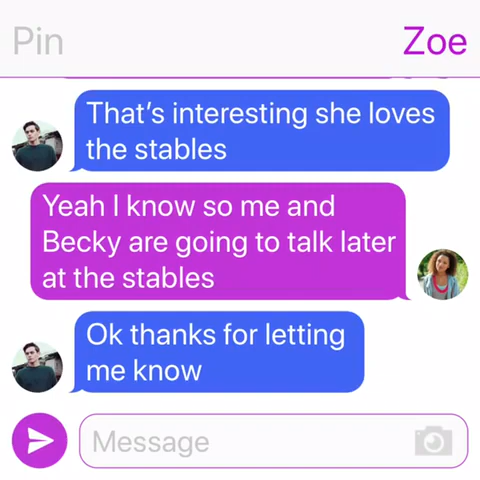 Pin
Zoe
That’s interesting she loves
the stables
Yeah I know so me and
Becky are going to talk later
at the stables
Ok thanks for letting
me know
Message